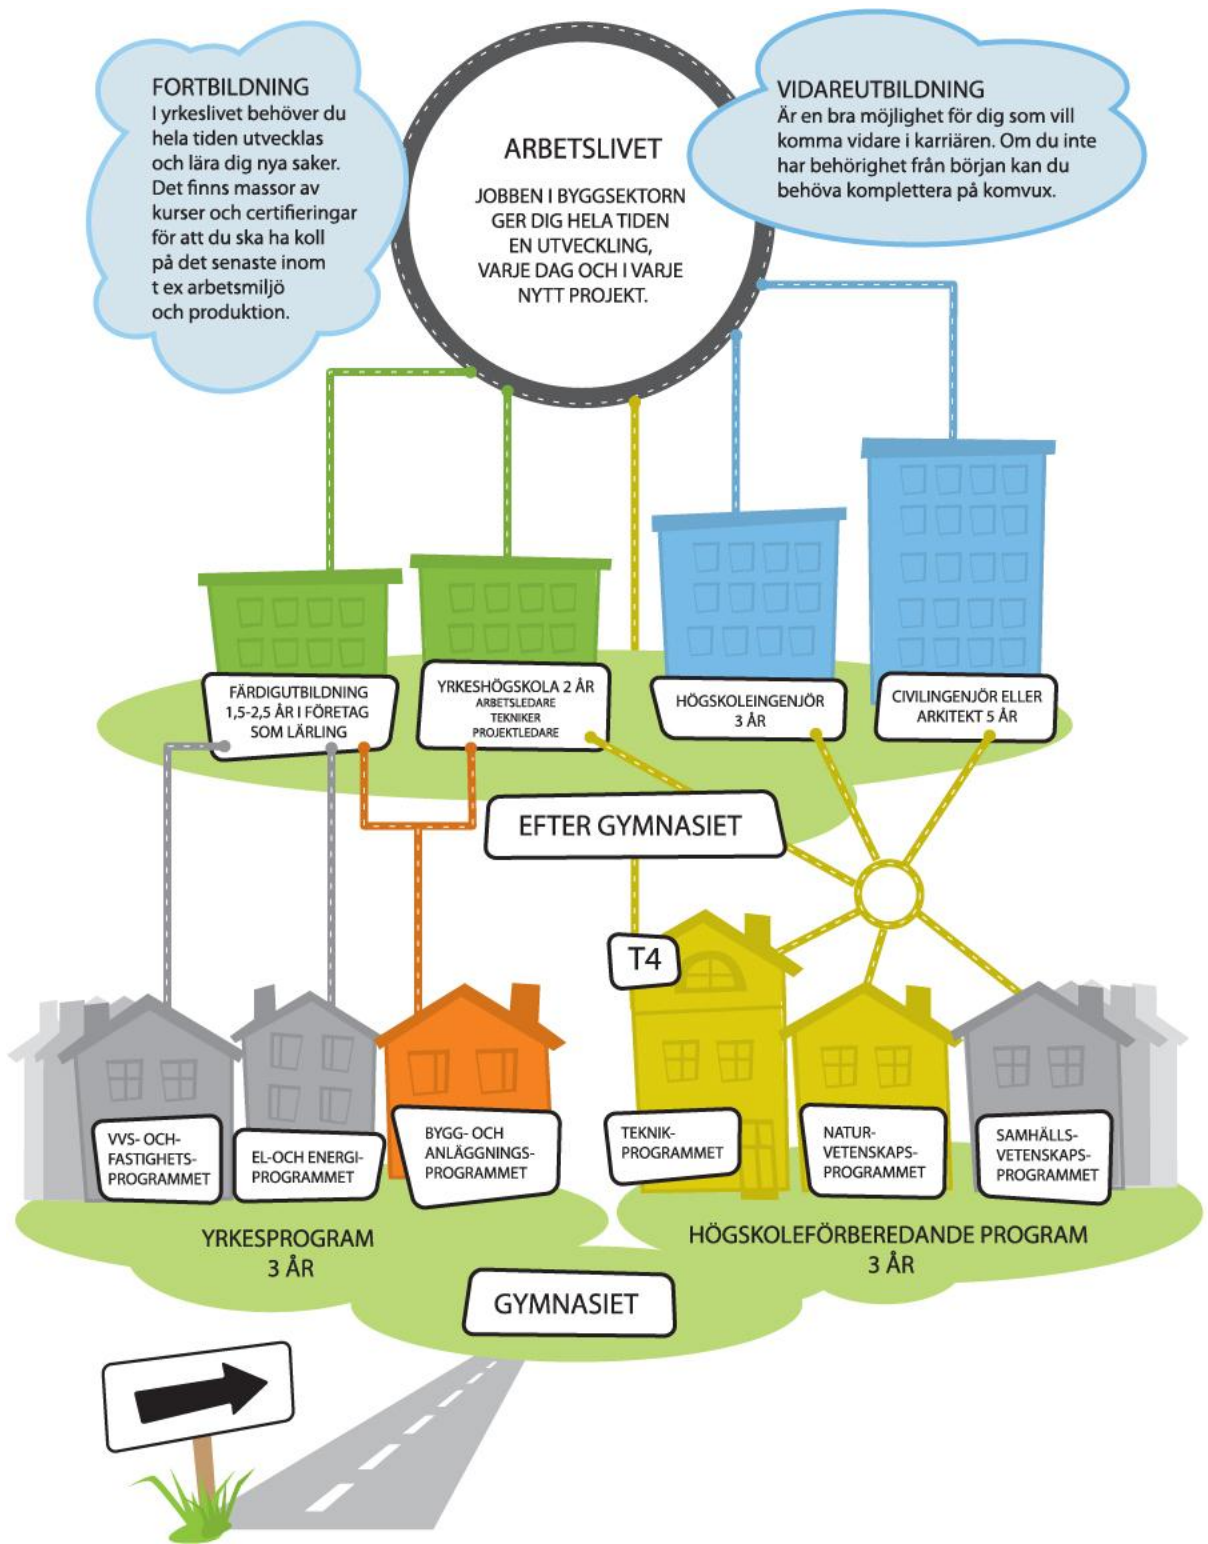 FORTBILDNING
I yrkeslivet behöver du
hela tiden utvecklas
och lära dig nya saker.
Det finns massor av
kurser och certifieringar
för att du ska ha koll
på det senaste inom
t ex arbetsmiljö
och produktion.
ARBETSLIVET
JOBBEN I BYGGSEKTORN
GER DIG HELA TIDEN
EN UTVECKLING,
VARJE DAG OCH I VARJE
NYTT PROJEKT.
VIDAREUTBILDNING
Är en bra möjlighet för dig som vill
komma vidare i karriären. Om du inte
har behörighet från början kan du
behöva komplettera på komvux.
FÄRDIGUTBILDNING
1,5-2,5 ÅR I FÖRETAG
SOM LÄRLING
YRKESHÖGSKOLA 2 ÅR
ARBETSLEDARE
TEKNIKER
PROJEKTLEDARE
HÖGSKOLEINGENJÖR
3 ÅR
CIVILINGENJÖR ELLER
ARKITEKT 5 ÅR
EFTER GYMNASIET
T4
VVS- OCH-
FASTIGHETS-
PROGRAMMET
EL-OCH ENERGI-
PROGRAMMET
BYGG- OCH
ANLÄGGNINGS-
PROGRAMMET
TEKNIK-
PROGRAMMET
NATUR-
VETENSKAPS-
PROGRAMMET
SAMHÄLLS-
VETENSKAPS-
PROGRAMMET
YRKESPROGRAM
3 ÅR
HÖGSKOLEFÖRBEREDANDE PROGRAM
3 ÅR
GYMNASIET